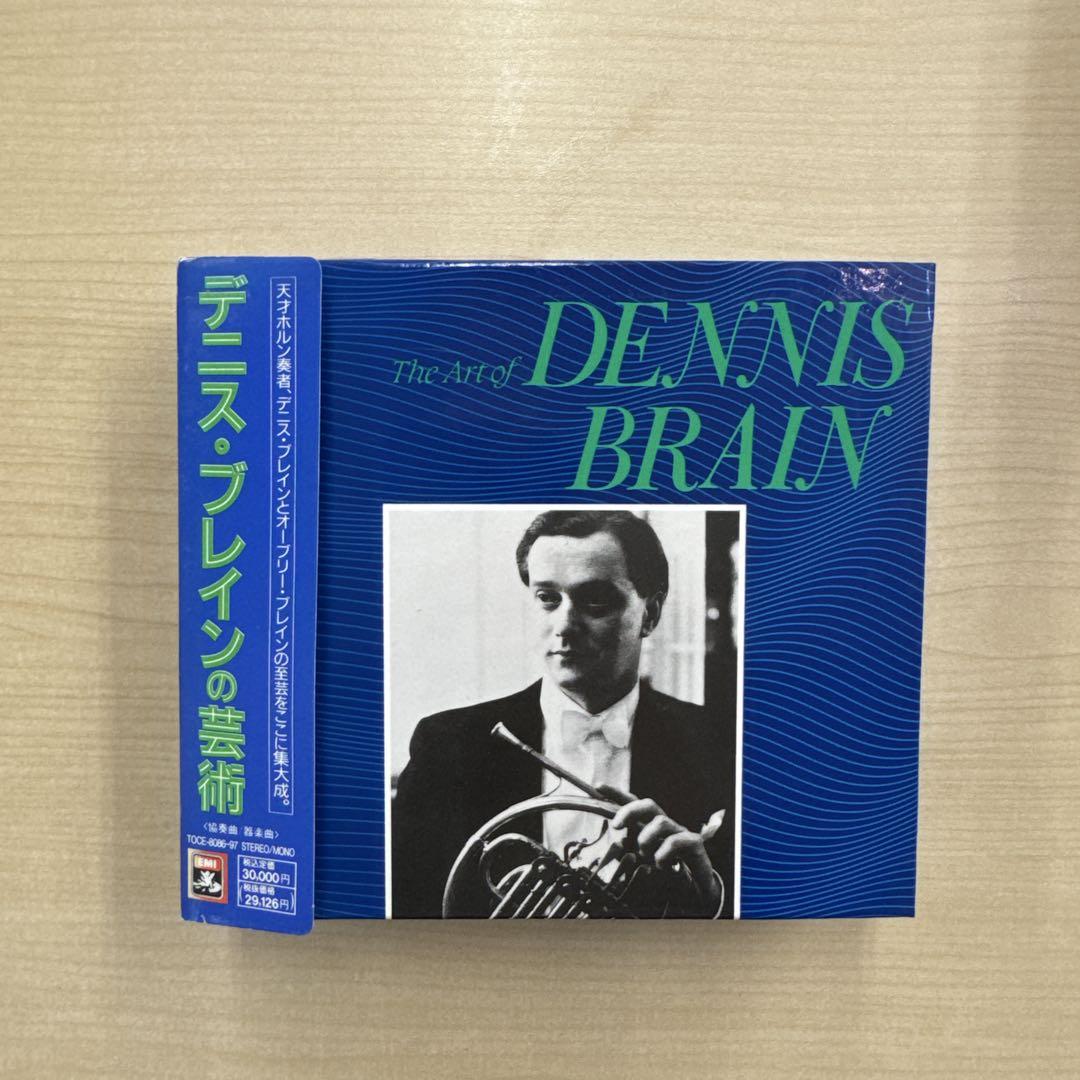 The Art of DENNIS
BRAIN
デニス・ブレインの芸術
天才ホルン奏者、デニス・ブレインとオーブリー・ブレインの至芸をここに集大成。
〈協奏曲/器楽曲〉
TOCE-8086-97 STEREO/MONO
EMI
税込定価
30,000円
(税抜価格
29,126円)